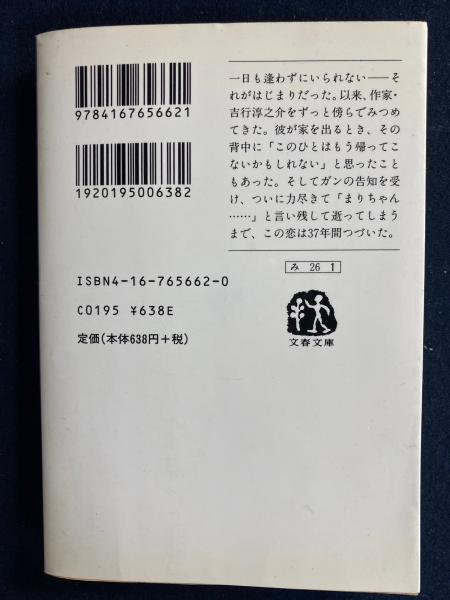 9784167656621
1920195006382
ISBN4-16-765662-0
C0195 ¥638E
定価(本体638円+税)
一日も逢わずにいられない――そ
れがはじまりだった。以来、作家・
吉行淳之介をずっと傍らでみつめ
てきた。彼が家を出るとき、その
背中に「このひとはもう帰ってこ
ないかもしれない」と思ったこと
もあった。そしてガンの告知を受
け、ついに力尽きて「まりちゃん
……」と言い残して逝ってしまう
まで、この恋は37年間つづいた。
み 26 1
文春文庫